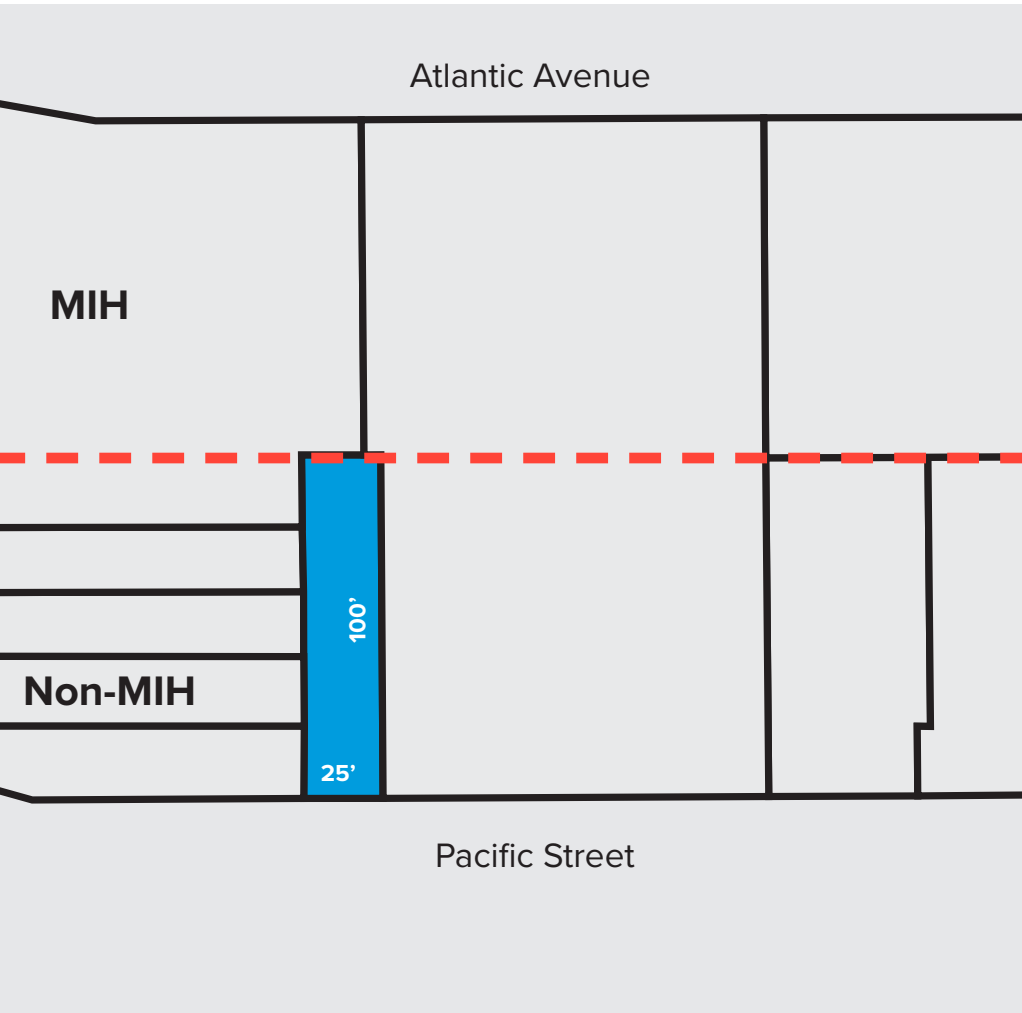 Atlantic Avenue
MIH
100’
Non-MIH
25’
Pacific Street